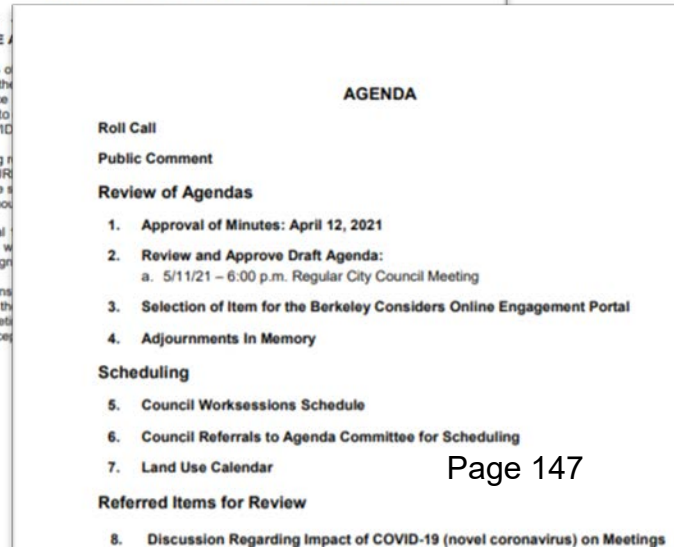 AGENDA
Roll Call
Public Comment
Review of Agendas
1. Approval of Minutes: April 12, 2021
2. Review and Approve Draft Agenda:
a. 5/11/21 – 6:00 p.m. Regular City Council Meeting
3. Selection of Item for the Berkeley Considers Online Engagement Portal
4. Adjournments In Memory
Scheduling
5. Council Worksessions Schedule
6. Council Referrals to Agenda Committee for Scheduling
7. Land Use Calendar
Page 147
Referred Items for Review
8. Discussion Regarding Impact of COVID-19 (novel coronavirus) on Meetings